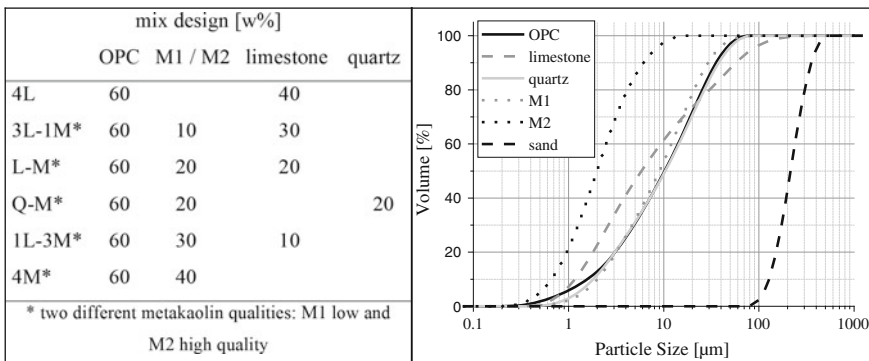 mix design [w%]
OPC M1 / M2 limestone quartz
4L 60 40
3L-1M* 60 10 30
L-M* 60 20 20
Q-M* 60 20 20
1L-3M* 60 30 10
4M* 60 40
* two different metakaolin qualities: M1 low and
M2 high quality
Volume [%]
100
80
60
40
20
0
OPC
limestone
quartz
M1
M2
sand
0.1 1 10 100 1000
Particle Size [µm]